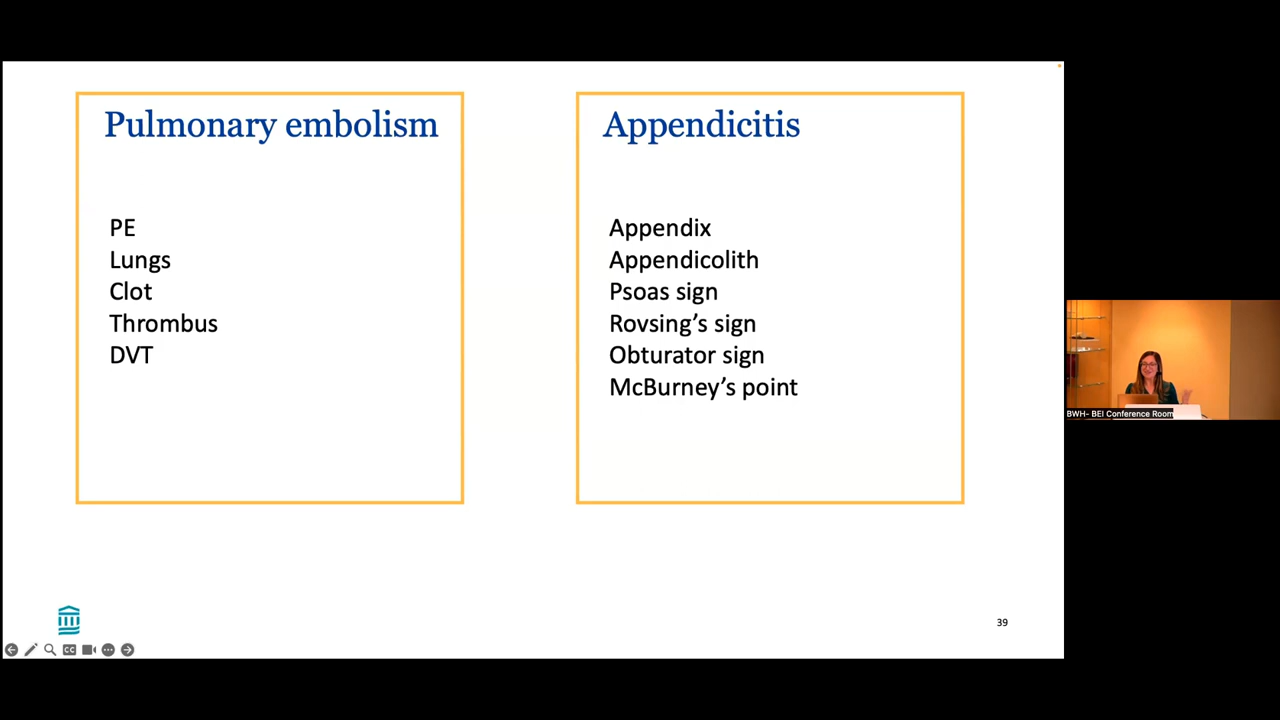 Pulmonary embolism
PE
Lungs
Clot
Thrombus
DVT
Appendicitis
Appendix
Appendicolith
Psoas sign
Rovsing’s sign
Obturator sign
McBurney’s point
39
CC
BWH- BEI Conference Room